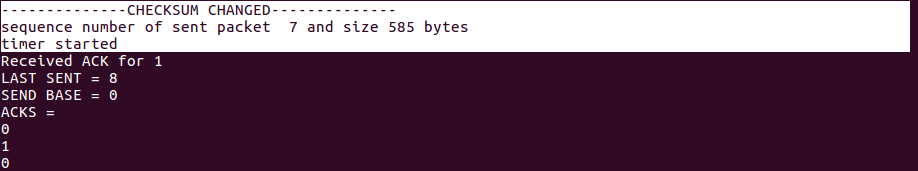 --------------CHECKSUM CHANGED--------------
sequence number of sent packet  7 and size 585 bytes
timer started
Received ACK for 1
LAST SENT = 8
SEND BASE = 0
ACKS =
0
1
0